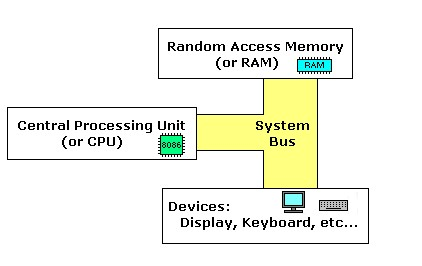 Random Access Memory
(or RAM)
RAM
Central Processing Unit
(or CPU)
8086
System
Bus
Devices:
Display, Keyboard, etc...